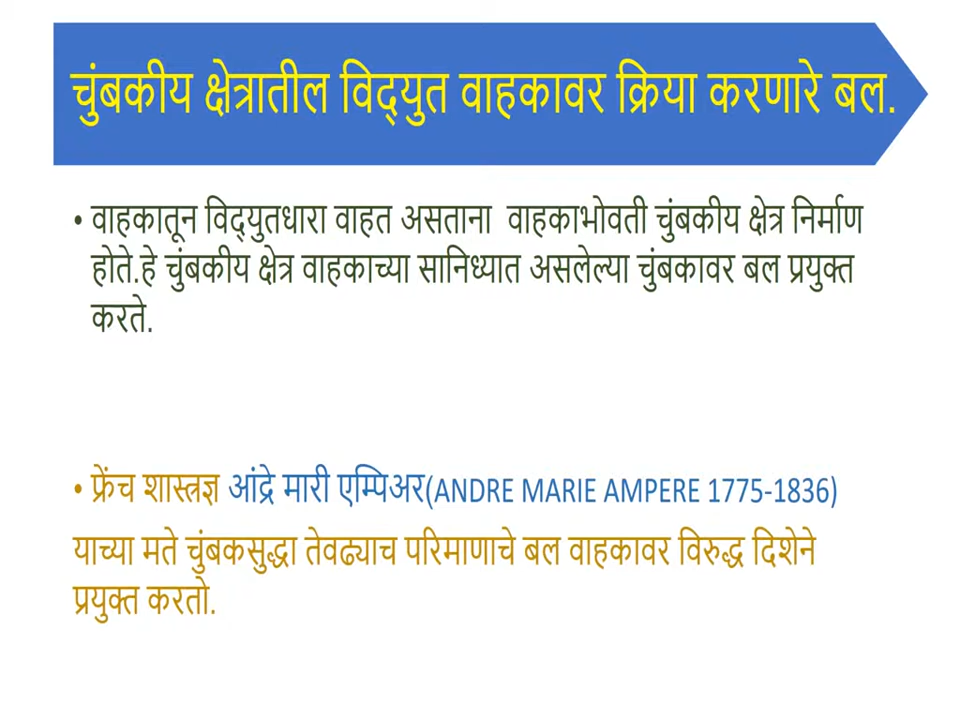 चुंबकीय क्षेत्रातील विद्युत वाहकावर क्रिया करणारे बल.
• वाहकातून विद्युतधारा वाहत असताना वाहकाभोवती चुंबकीय क्षेत्र निर्माण
होते.हे चुंबकीय क्षेत्र वाहकाच्या सानिध्यात असलेल्या चुंबकावर बल प्रयुक्त
करते.
• फ्रेंच शास्त्रज्ञ आंद्रे मारी एम्पिअर(ANDRE MARIE AMPERE 1775-1836)
याच्या मते चुंबकसुद्धा तेवढ्याच परिमाणाचे बल वाहकावर विरुद्ध दिशेने
प्रयुक्त करतो.